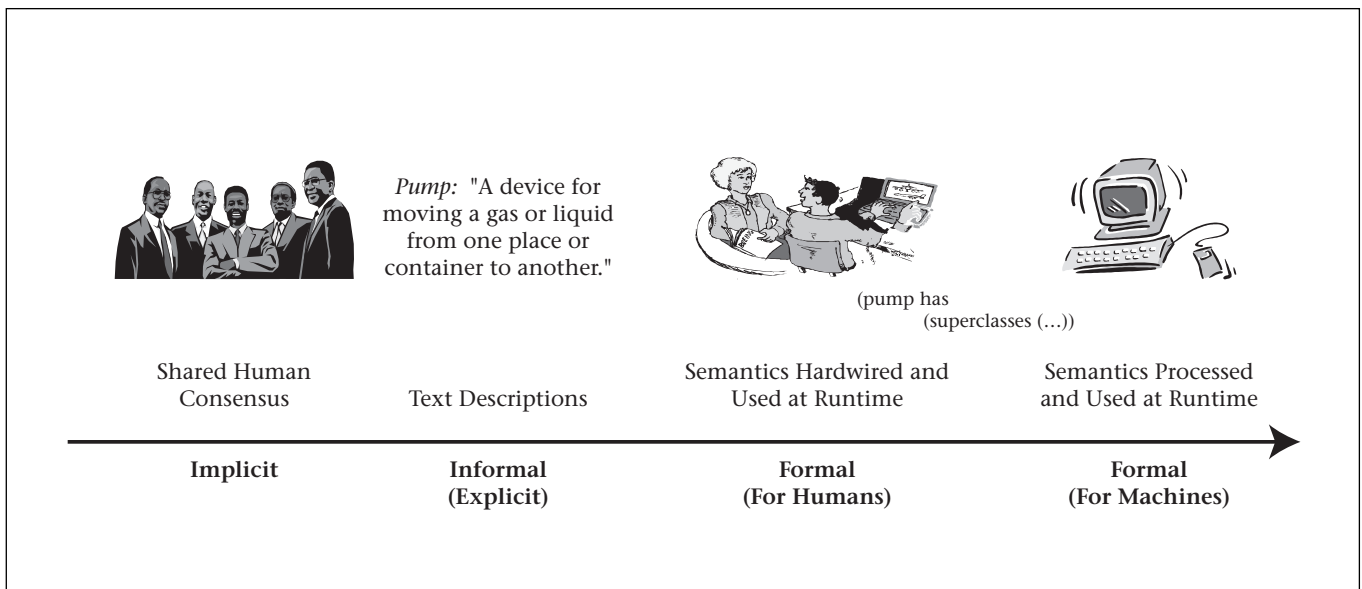 Pump: "A device for
moving a gas or liquid
from one place or
container to another."
(pump has
(superclasses (…))
Shared Human
Consensus
Text Descriptions
Semantics Hardwired and
Used at Runtime
Semantics Processed
and Used at Runtime
Implicit
Informal
(Explicit)
Formal
(For Humans)
Formal
(For Machines)